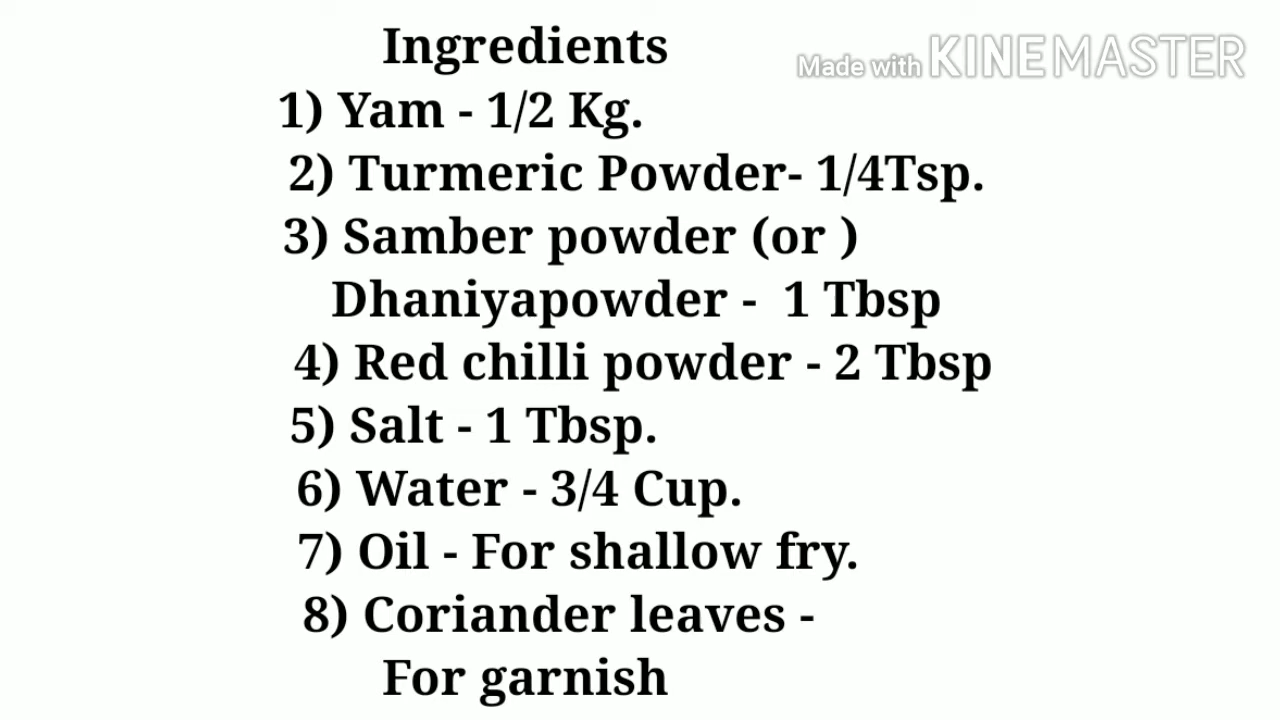 Ingredients
Made with KINEMASTER
1) Yam - 1/2 Kg.
2) Turmeric Powder- 1/4Tsp.
3) Samber powder (or )
Dhaniyapowder -  1 Tbsp
4) Red chilli powder - 2 Tbsp
5) Salt - 1 Tbsp.
6) Water - 3/4 Cup.
7) Oil - For shallow fry.
8) Coriander leaves -
For garnish